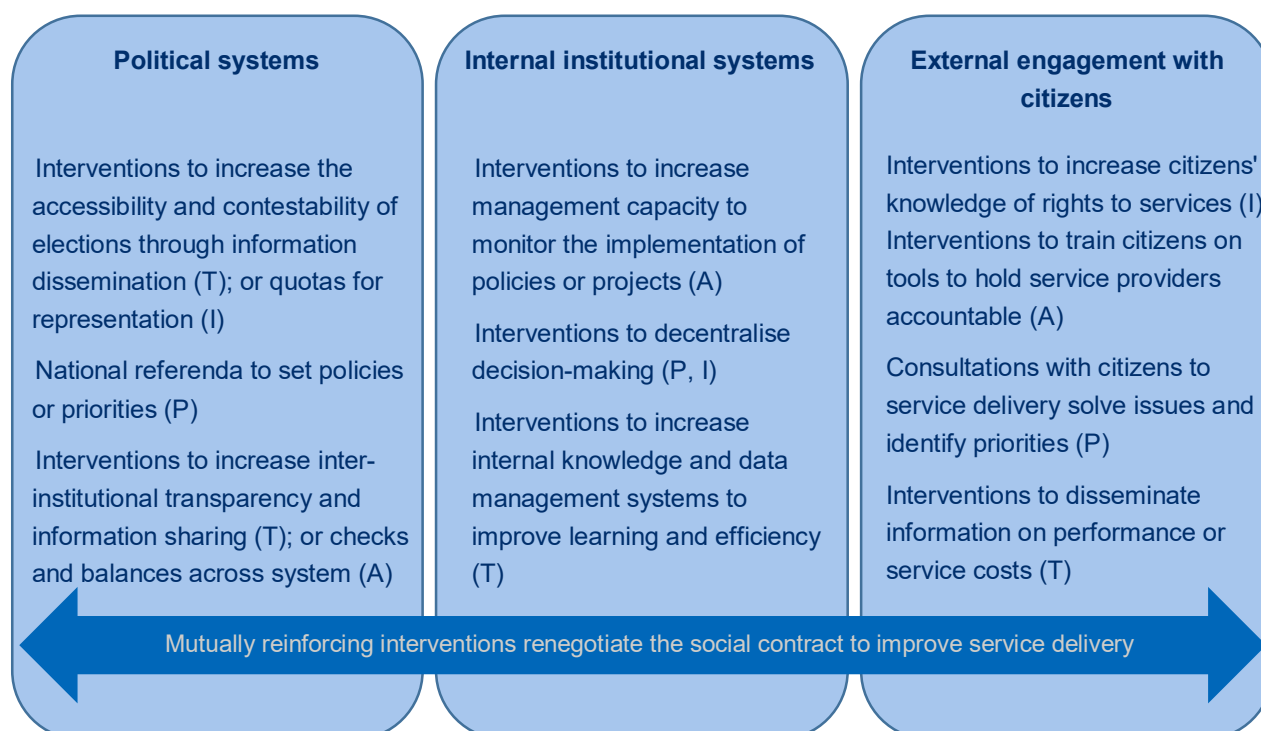 Political systems
Interventions to increase the
accessibility and contestability of
elections through information
dissemination (T); or quotas for
representation (I)
National referenda to set policies
or priorities (P)
Interventions to increase inter-
institutional transparency and
information sharing (T); or checks
and balances across system (A)
Internal institutional systems
Interventions to increase
management capacity to
monitor the implementation of
policies or projects (A)
Interventions to decentralise
decision-making (P, I)
Interventions to increase
internal knowledge and data
management systems to
improve learning and efficiency
(T)
External engagement with
citizens
Interventions to increase citizens'
knowledge of rights to services (I)
Interventions to train citizens on
tools to hold service providers
accountable (A)
Consultations with citizens to
service delivery solve issues and
identify priorities (P)
Interventions to disseminate
information on performance or
service costs (T)
Mutually reinforcing interventions renegotiate the social contract to improve service delivery